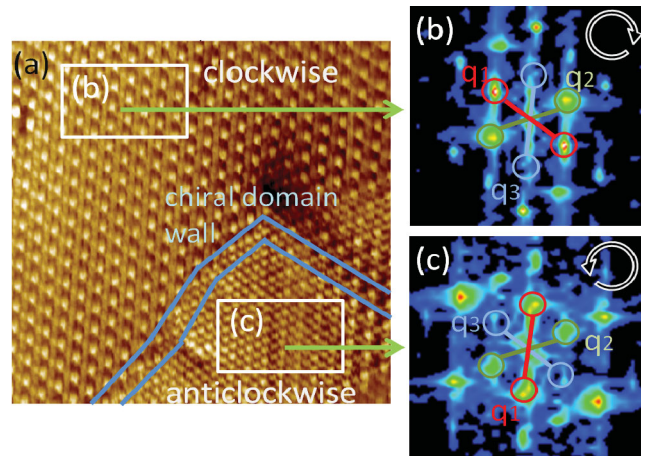 (a)
clockwise
(b)
chiral domain
wall
(c)
anticlockwise
(b)
q1
q2
q3
(c)
q3
q2
q1